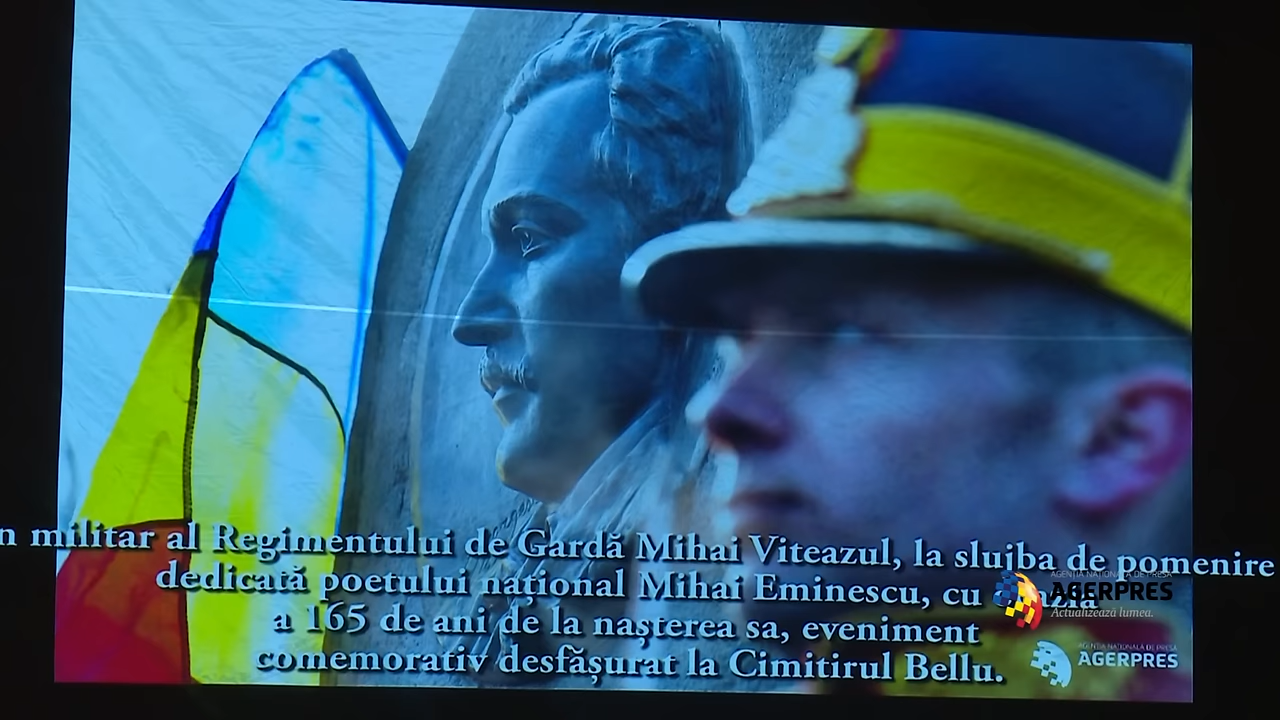 n militar al Regimentului de Gardă Mihai Viteazul, la slujba de pomenire
dedicată poetului național Mihai Eminescu, cu
a 165 de ani de la nașterea sa, eveniment
comemorativ desfășurat la Cimitirul Bellu.
AGENȚIA NAȚIONALĂ DE PRESĂ
AGERPRES
Actualizează lumea.
AGENȚIA NAȚIONALĂ DE PRESĂ
AGERPRES